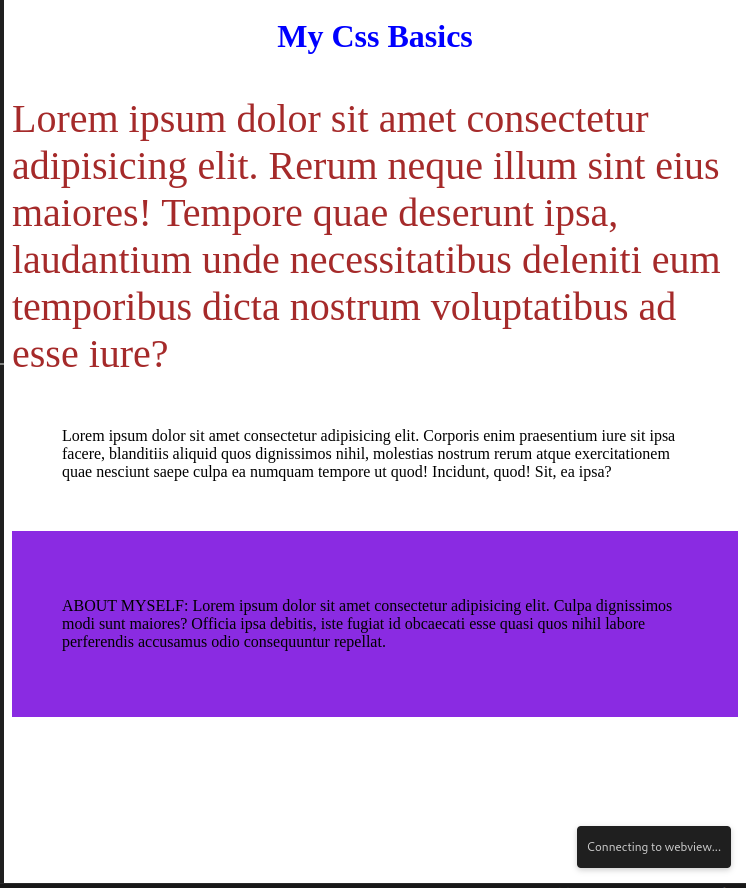 My Css Basics
Lorem ipsum dolor sit amet consectetur
adipisicing elit. Rerum neque illum sint eius
maiores! Tempore quae deserunt ipsa,
laudantium unde necessitatibus deleniti eum
temporibus dicta nostrum voluptatibus ad
esse iure?
Lorem ipsum dolor sit amet consectetur adipisicing elit. Corporis enim praesentium iure sit ipsa
facere, blanditiis aliquid quos dignissimos nihil, molestias nostrum rerum atque exercitationem
quae nesciunt saepe culpa ea numquam tempore ut quod! Incidunt, quod! Sit, ea ipsa?
ABOUT MYSELF: Lorem ipsum dolor sit amet consectetur adipisicing elit. Culpa dignissimos
modi sunt maiores? Officia ipsa debitis, iste fugiat id obcaecati esse quasi quos nihil labore
perferendis accusamus odio consequuntur repellat.
Connecting to webview...